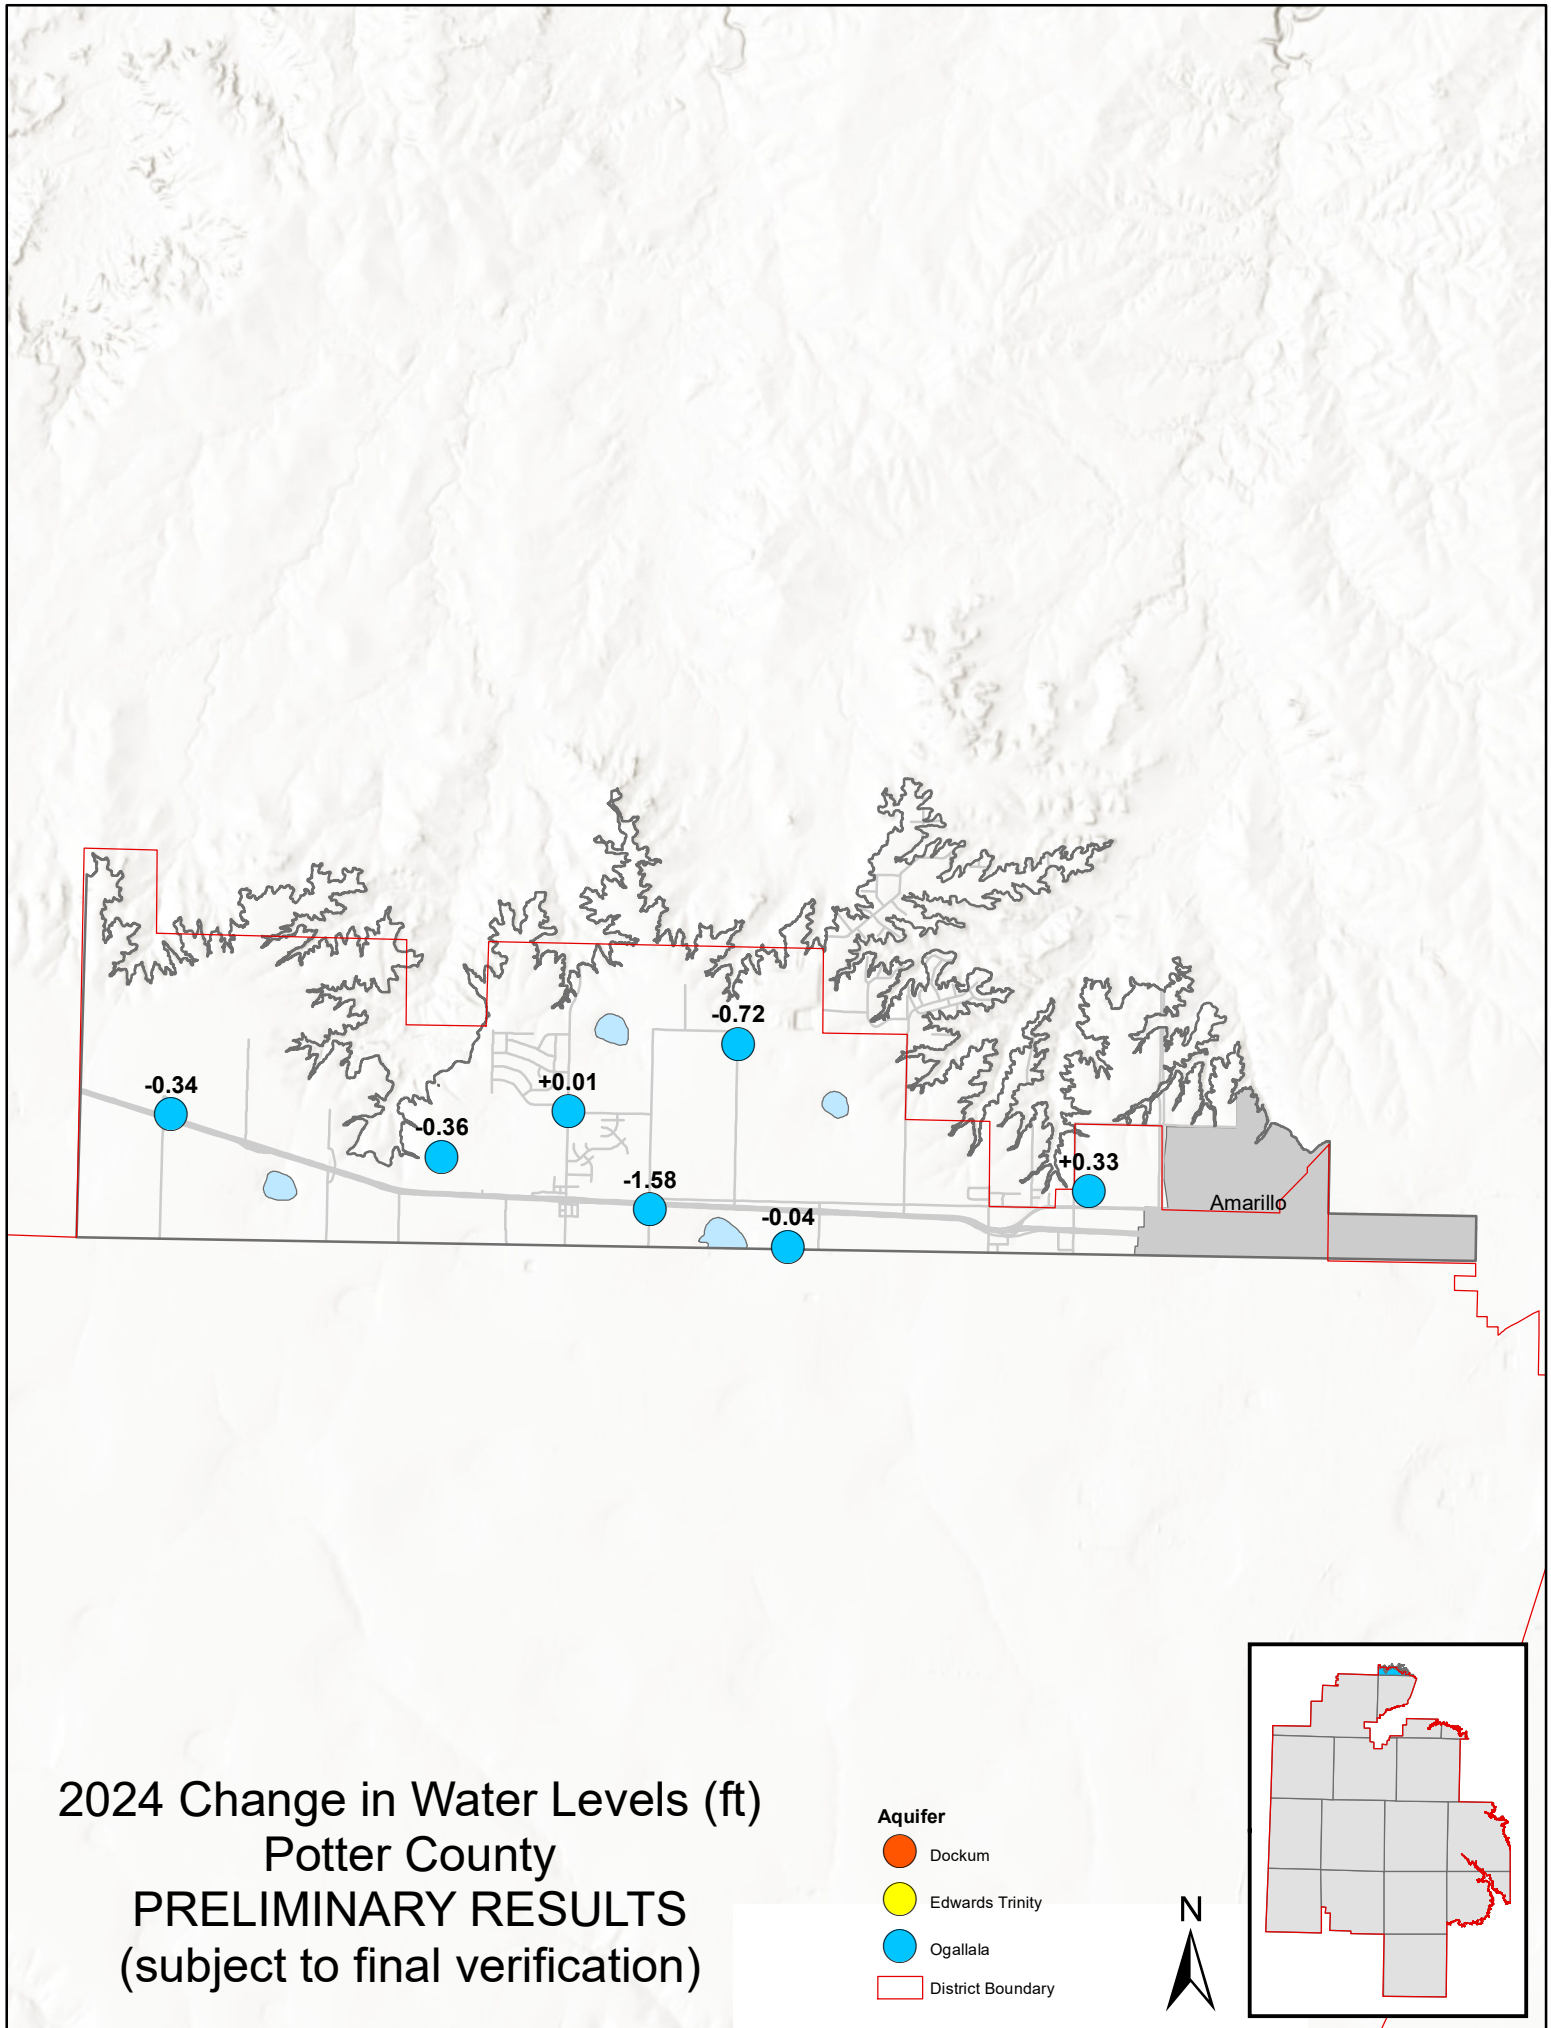 -0.72
-0.34
+0.01
-0.36
+0.33
-1.58
Amarillo
-0.04
2024 Change in Water Levels (ft)
Potter County
PRELIMINARY RESULTS
(subject to final verification)
Aquifer
Dockum
Edwards Trinity
Ogallala
District Boundary
N